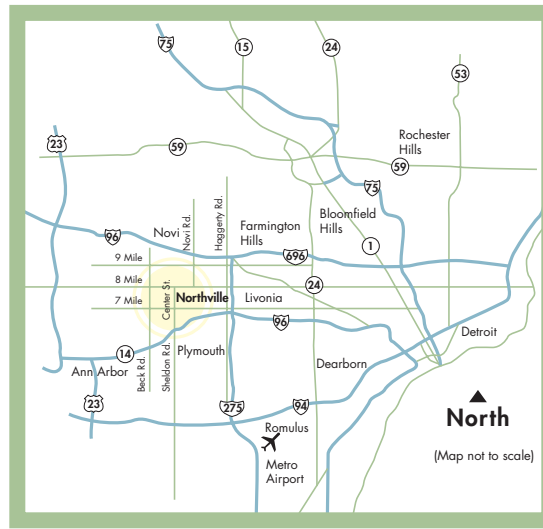 75
15
24
53
23
59
Rochester
Hills
59
75
Novi Rd.
Haggerty Rd.
Farmington
Hills
Bloomfield
Hills
96
Novi
696
1
9 Mile
8 Mile
7 Mile
Center St.
Northville
Livonia
24
96
Detroit
14
Plymouth
Ann Arbor
Beck Rd.
Sheldon Rd.
Dearborn
23
275
94
North
Romulus
(Map not to scale)
Metro
Airport